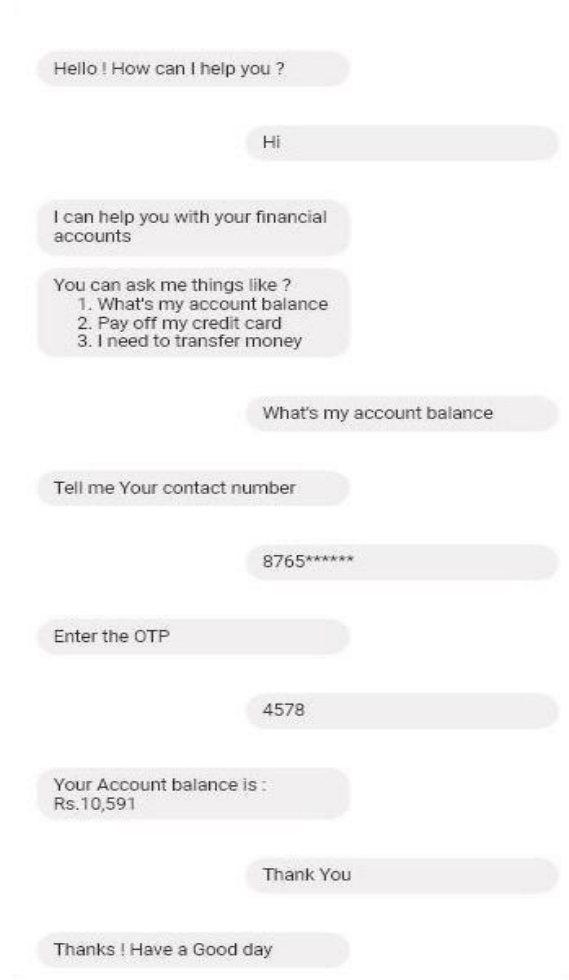 Hello ! How can I help you ?
Hi
I can help you with your financial
accounts
You can ask me things like ?
1. What's my account balance
2. Pay off my credit card
3. I need to transfer money
What's my account balance
Tell me Your contact number
8765******
Enter the OTP
4578
Your Account balance is :
Rs.10,591
Thank You
Thanks ! Have a Good day